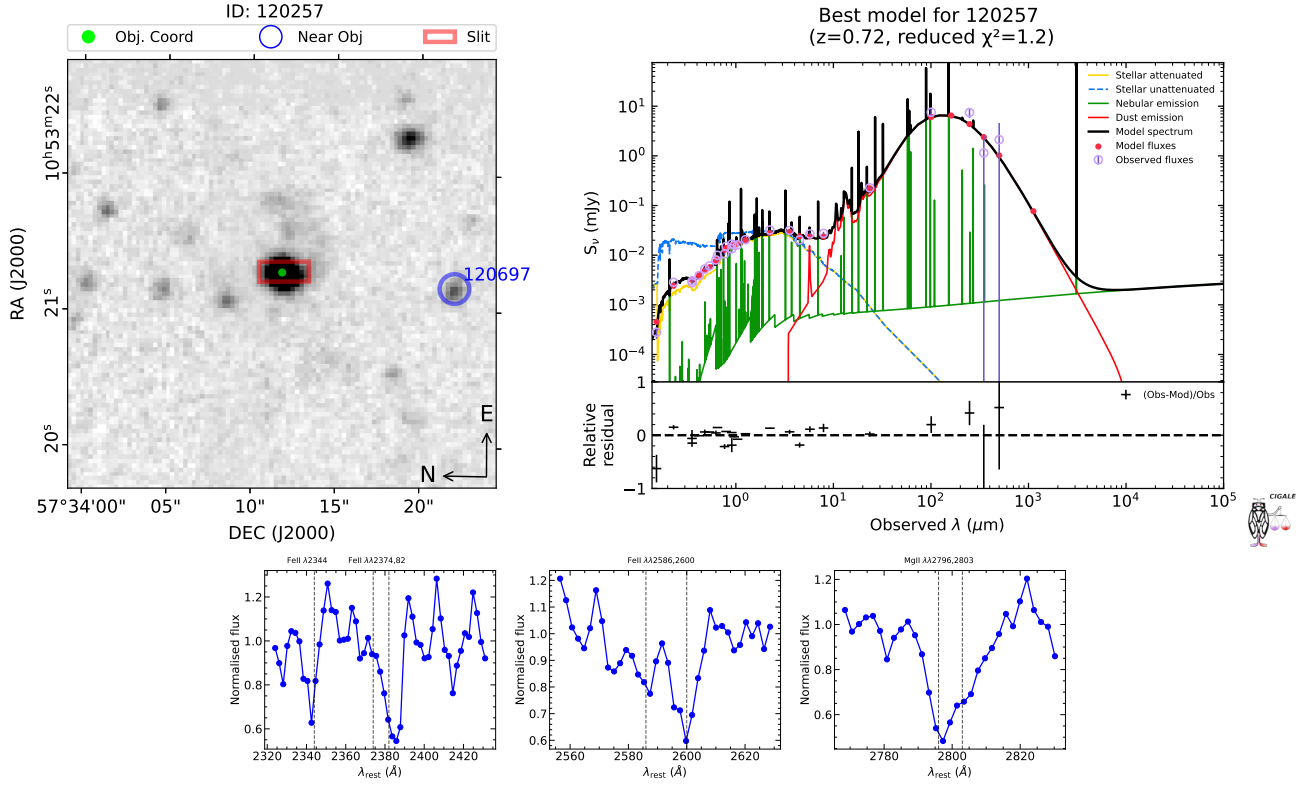 ID: 120257
Obj. Coord
Near Obj
Slit
120697
E
N
10ʰ53ᵐ22ˢ
21ˢ
20ˢ
RA (J2000)
57°34'00"
05"
10"
15"
20"
DEC (J2000)
Best model for 120257
(z=0.72, reduced χ²=1.2)
Stellar attenuated
Stellar unattenuated
Nebular emission
Dust emission
Model spectrum
Model fluxes
Observed fluxes
10¹
10⁰
10⁻¹
10⁻²
10⁻³
10⁻⁴
Sν (mJy)
(Obs-Mod)/Obs
1
0
−1
Relative
residual
10⁰
10¹
10²
10³
10⁴
10⁵
Observed λ (μm)
CIGALE
FeII λ2344
FeII λλ2374,82
1.2
1.0
0.8
0.6
Normalised flux
2320 2340 2360 2380 2400 2420
λrest (Å)
FeII λλ2586,2600
1.2
1.1
1.0
0.9
0.8
0.7
0.6
Normalised flux
2560 2580 2600 2620
λrest (Å)
MgII λλ2796,2803
1.2
1.0
0.8
0.6
Normalised flux
2780 2800 2820
λrest (Å)